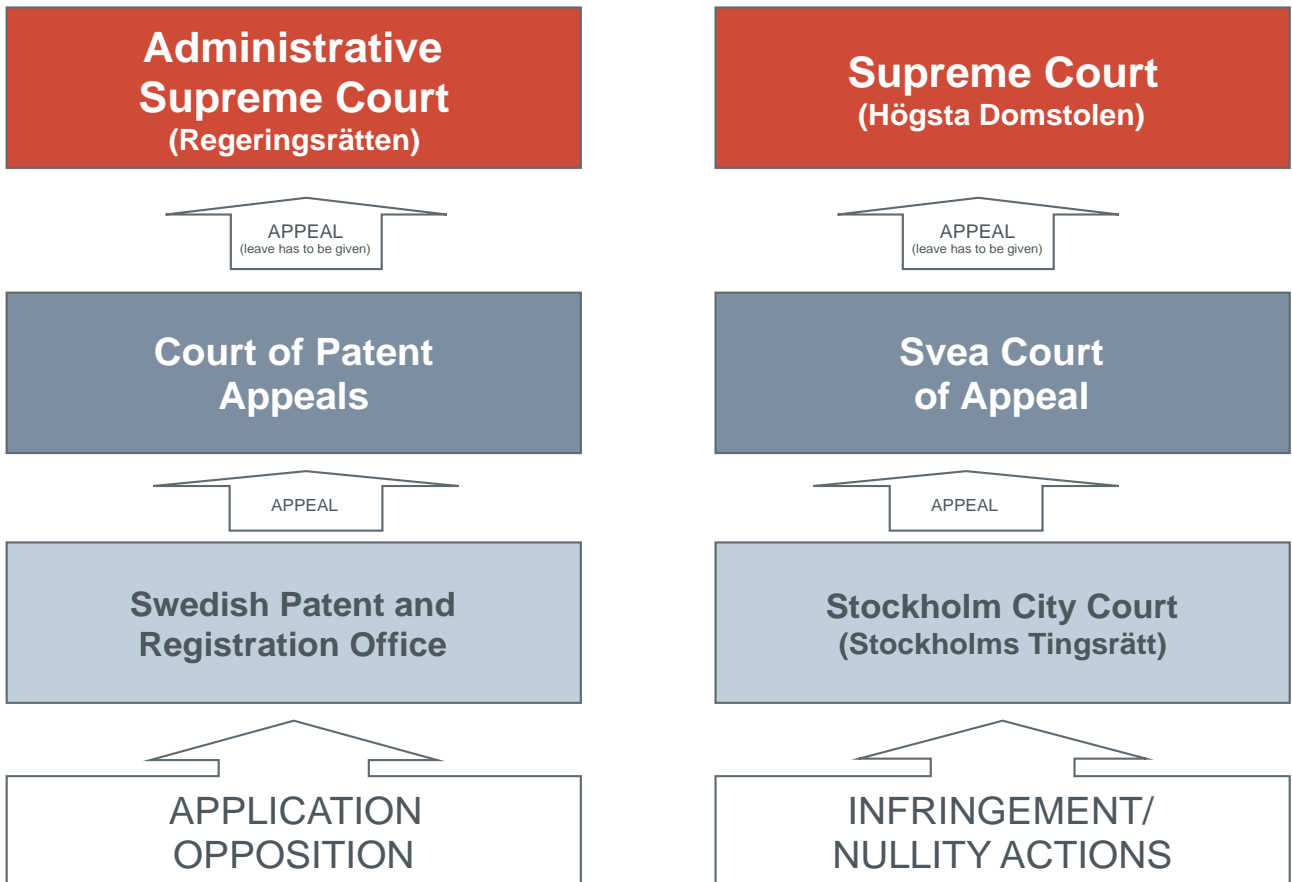 Administrative
Supreme Court
(Regeringsrätten)
APPEAL
(leave has to be given)
Court of Patent
Appeals
APPEAL
Swedish Patent and
Registration Office
APPLICATION
OPPOSITION
Supreme Court
(Högsta Domstolen)
APPEAL
(leave has to be given)
Svea Court
of Appeal
APPEAL
Stockholm City Court
(Stockholms Tingsrätt)
INFRINGEMENT/
NULLITY ACTIONS